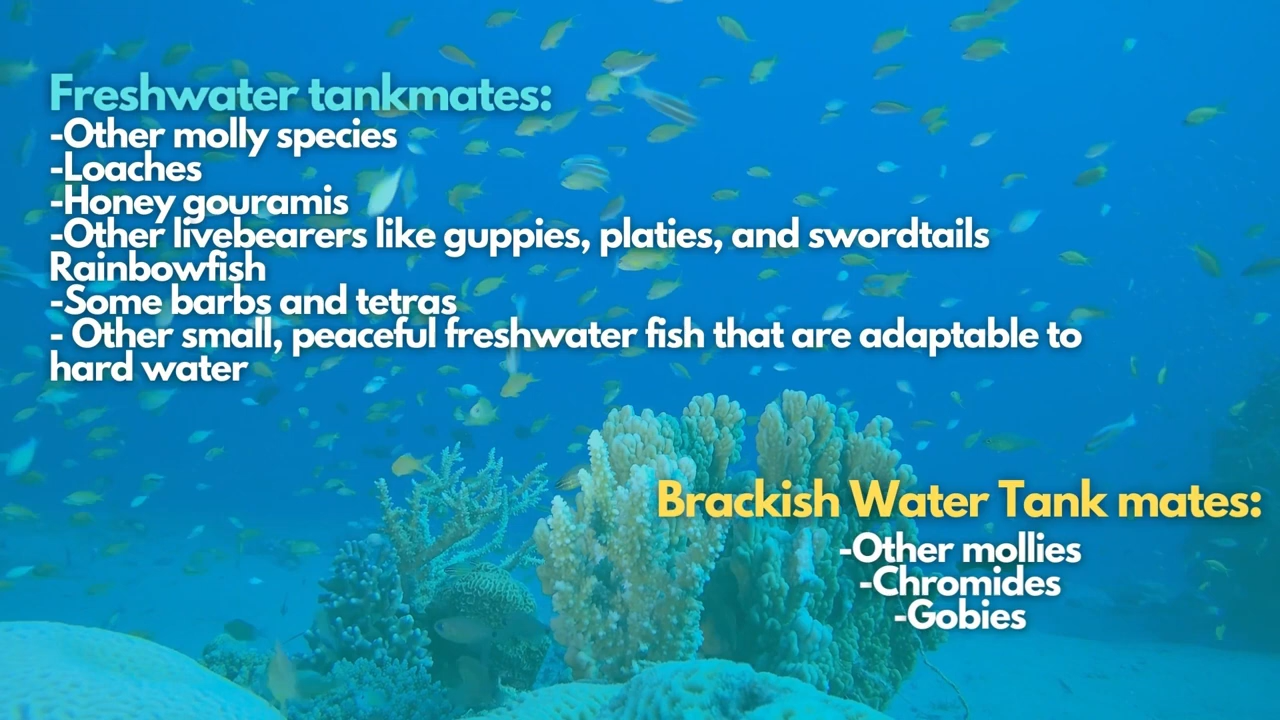 Freshwater tankmates:
-Other molly species
-Loaches
-Honey gouramis
-Other livebearers like guppies, platies, and swordtails
Rainbowfish
-Some barbs and tetras
- Other small, peaceful freshwater fish that are adaptable to
hard water
Brackish Water Tank mates:
-Other mollies
-Chromides
-Gobies